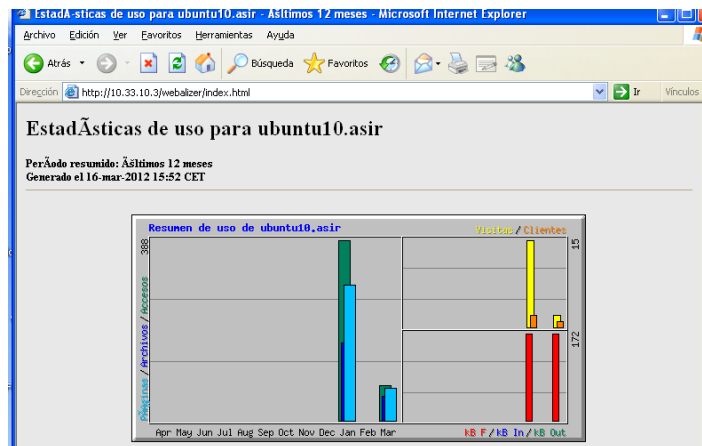 EstadÃ­sticas de uso para ubuntu10.asir - Ãšltimos 12 meses - Microsoft Internet Explorer
Archivo Edición Ver Favoritos Herramientas Ayuda
Atrás Búsqueda Favoritos
Dirección http://10.33.10.3/webalizer/index.html Ir Vínculos
EstadÃsticas de uso para ubuntu10.asir
PerÃodo resumido: Ãšltimos 12 meses
Generado el 16-mar-2012 15:52 CET
Resumen de uso de ubuntu10.asir
Visitas / Clientes
388
15
Páginas / Archivos / Accesos
172
Apr May Jun Jul Aug Sep Oct Nov Dec Jan Feb Mar
kB F / kB In / kB Out